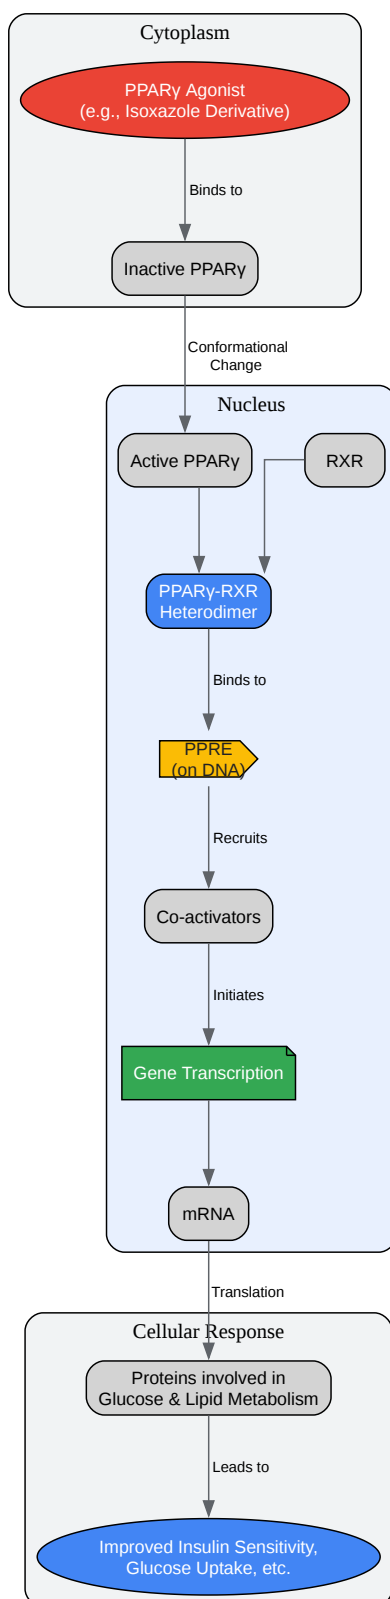 Cytoplasm
PPARγ Agonist
(e.g., Isoxazole Derivative)
Binds to
Inactive PPARγ
Conformational
Change
Nucleus
Active PPARγ
RXR
PPARγ-RXR
Heterodimer
Binds to
PPRE
(on DNA)
Recruits
Co-activators
Initiates
Gene Transcription
mRNA
Translation
Cellular Response
Proteins involved in
Glucose & Lipid Metabolism
Leads to
Improved Insulin Sensitivity,
Glucose Uptake, etc.